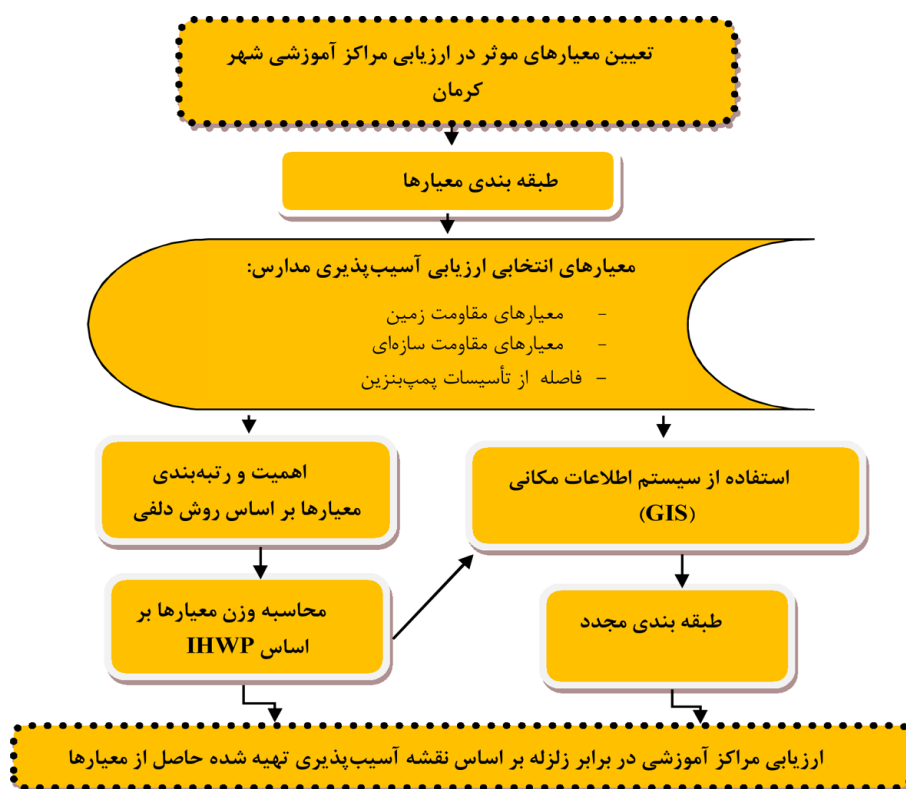 تعیین معیارهای موثر در ارزیابی مراکز آموزشی شهر
کرمان
طبقه بندی معیارها
معیارهای انتخابی ارزیابی آسیب‌پذیری مدارس:
- معیارهای مقاومت زمین
- معیارهای مقاومت سازه‌ای
- فاصله از تأسیسات پمپ‌بنزین
استفاده از سیستم اطلاعات مکانی
(GIS)
اهمیت و رتبه‌بندی
معیارها بر اساس روش دلفی
طبقه بندی مجدد
محاسبه وزن معیارها بر
اساس IHWP
ارزیابی مراکز آموزشی در برابر زلزله بر اساس نقشه آسیب‌پذیری تهیه شده حاصل از معیارها